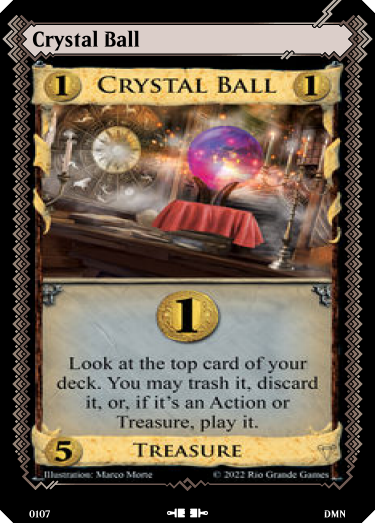 Crystal Ball
1 CRYSTAL BALL 1
1
Look at the top card of your
deck. You may trash it, discard
it, or, if it's an Action or
Treasure, play it.
5 TREASURE
Illustration: Marco Morte © 2022 Rio Grande Games
0107 DMN